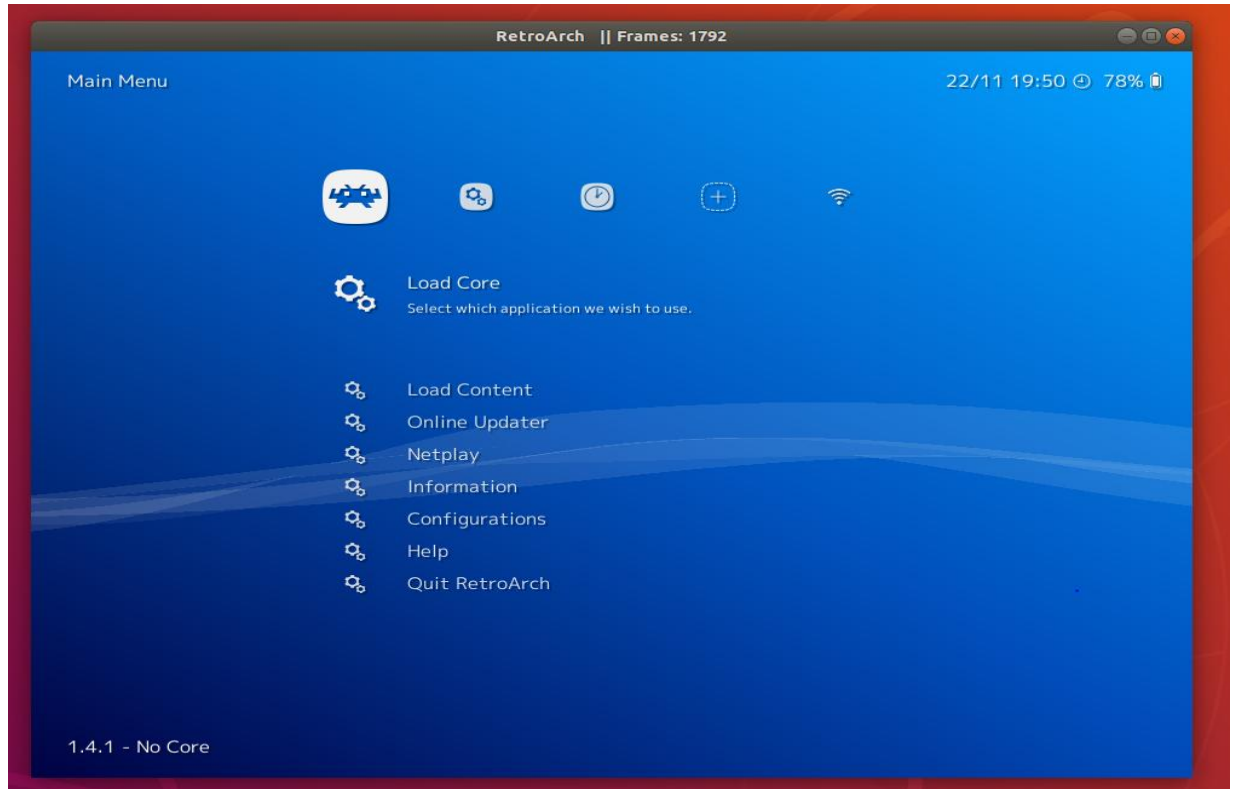 RetroArch || Frames: 1792
Main Menu
22/11 19:50 78%
Load Core
Select which application we wish to use.
Load Content
Online Updater
Netplay
Information
Configurations
Help
Quit RetroArch
1.4.1 - No Core